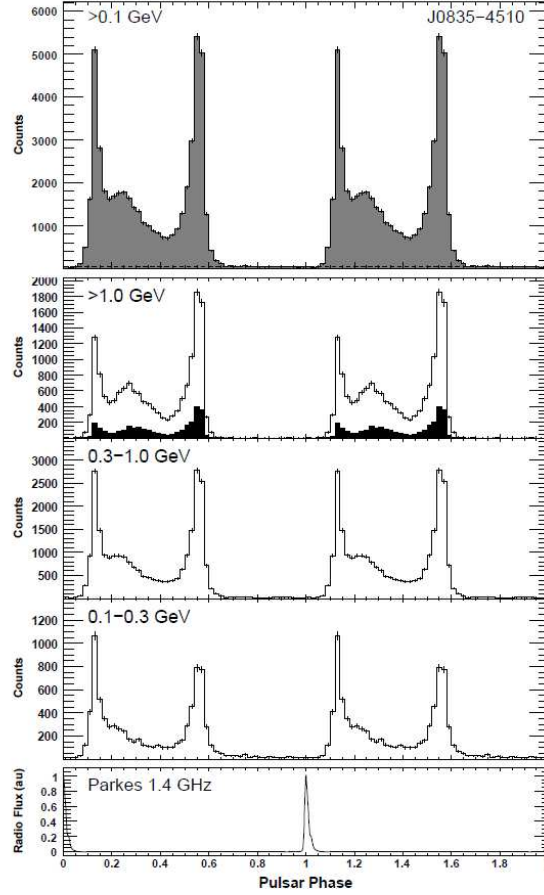 >0.1 GeV J0835−4510
6000
5000
4000
3000
2000
1000
Counts
>1.0 GeV
2000
1800
1600
1400
1200
1000
800
600
400
200
Counts
0.3−1.0 GeV
3000
2500
2000
1500
1000
500
Counts
0.1−0.3 GeV
1200
1000
800
600
400
200
Counts
Parkes 1.4 GHz
1
0.8
0.6
0.4
0.2
0
Radio Flux (au)
0 0.2 0.4 0.6 0.8 1 1.2 1.4 1.6 1.8
Pulsar Phase